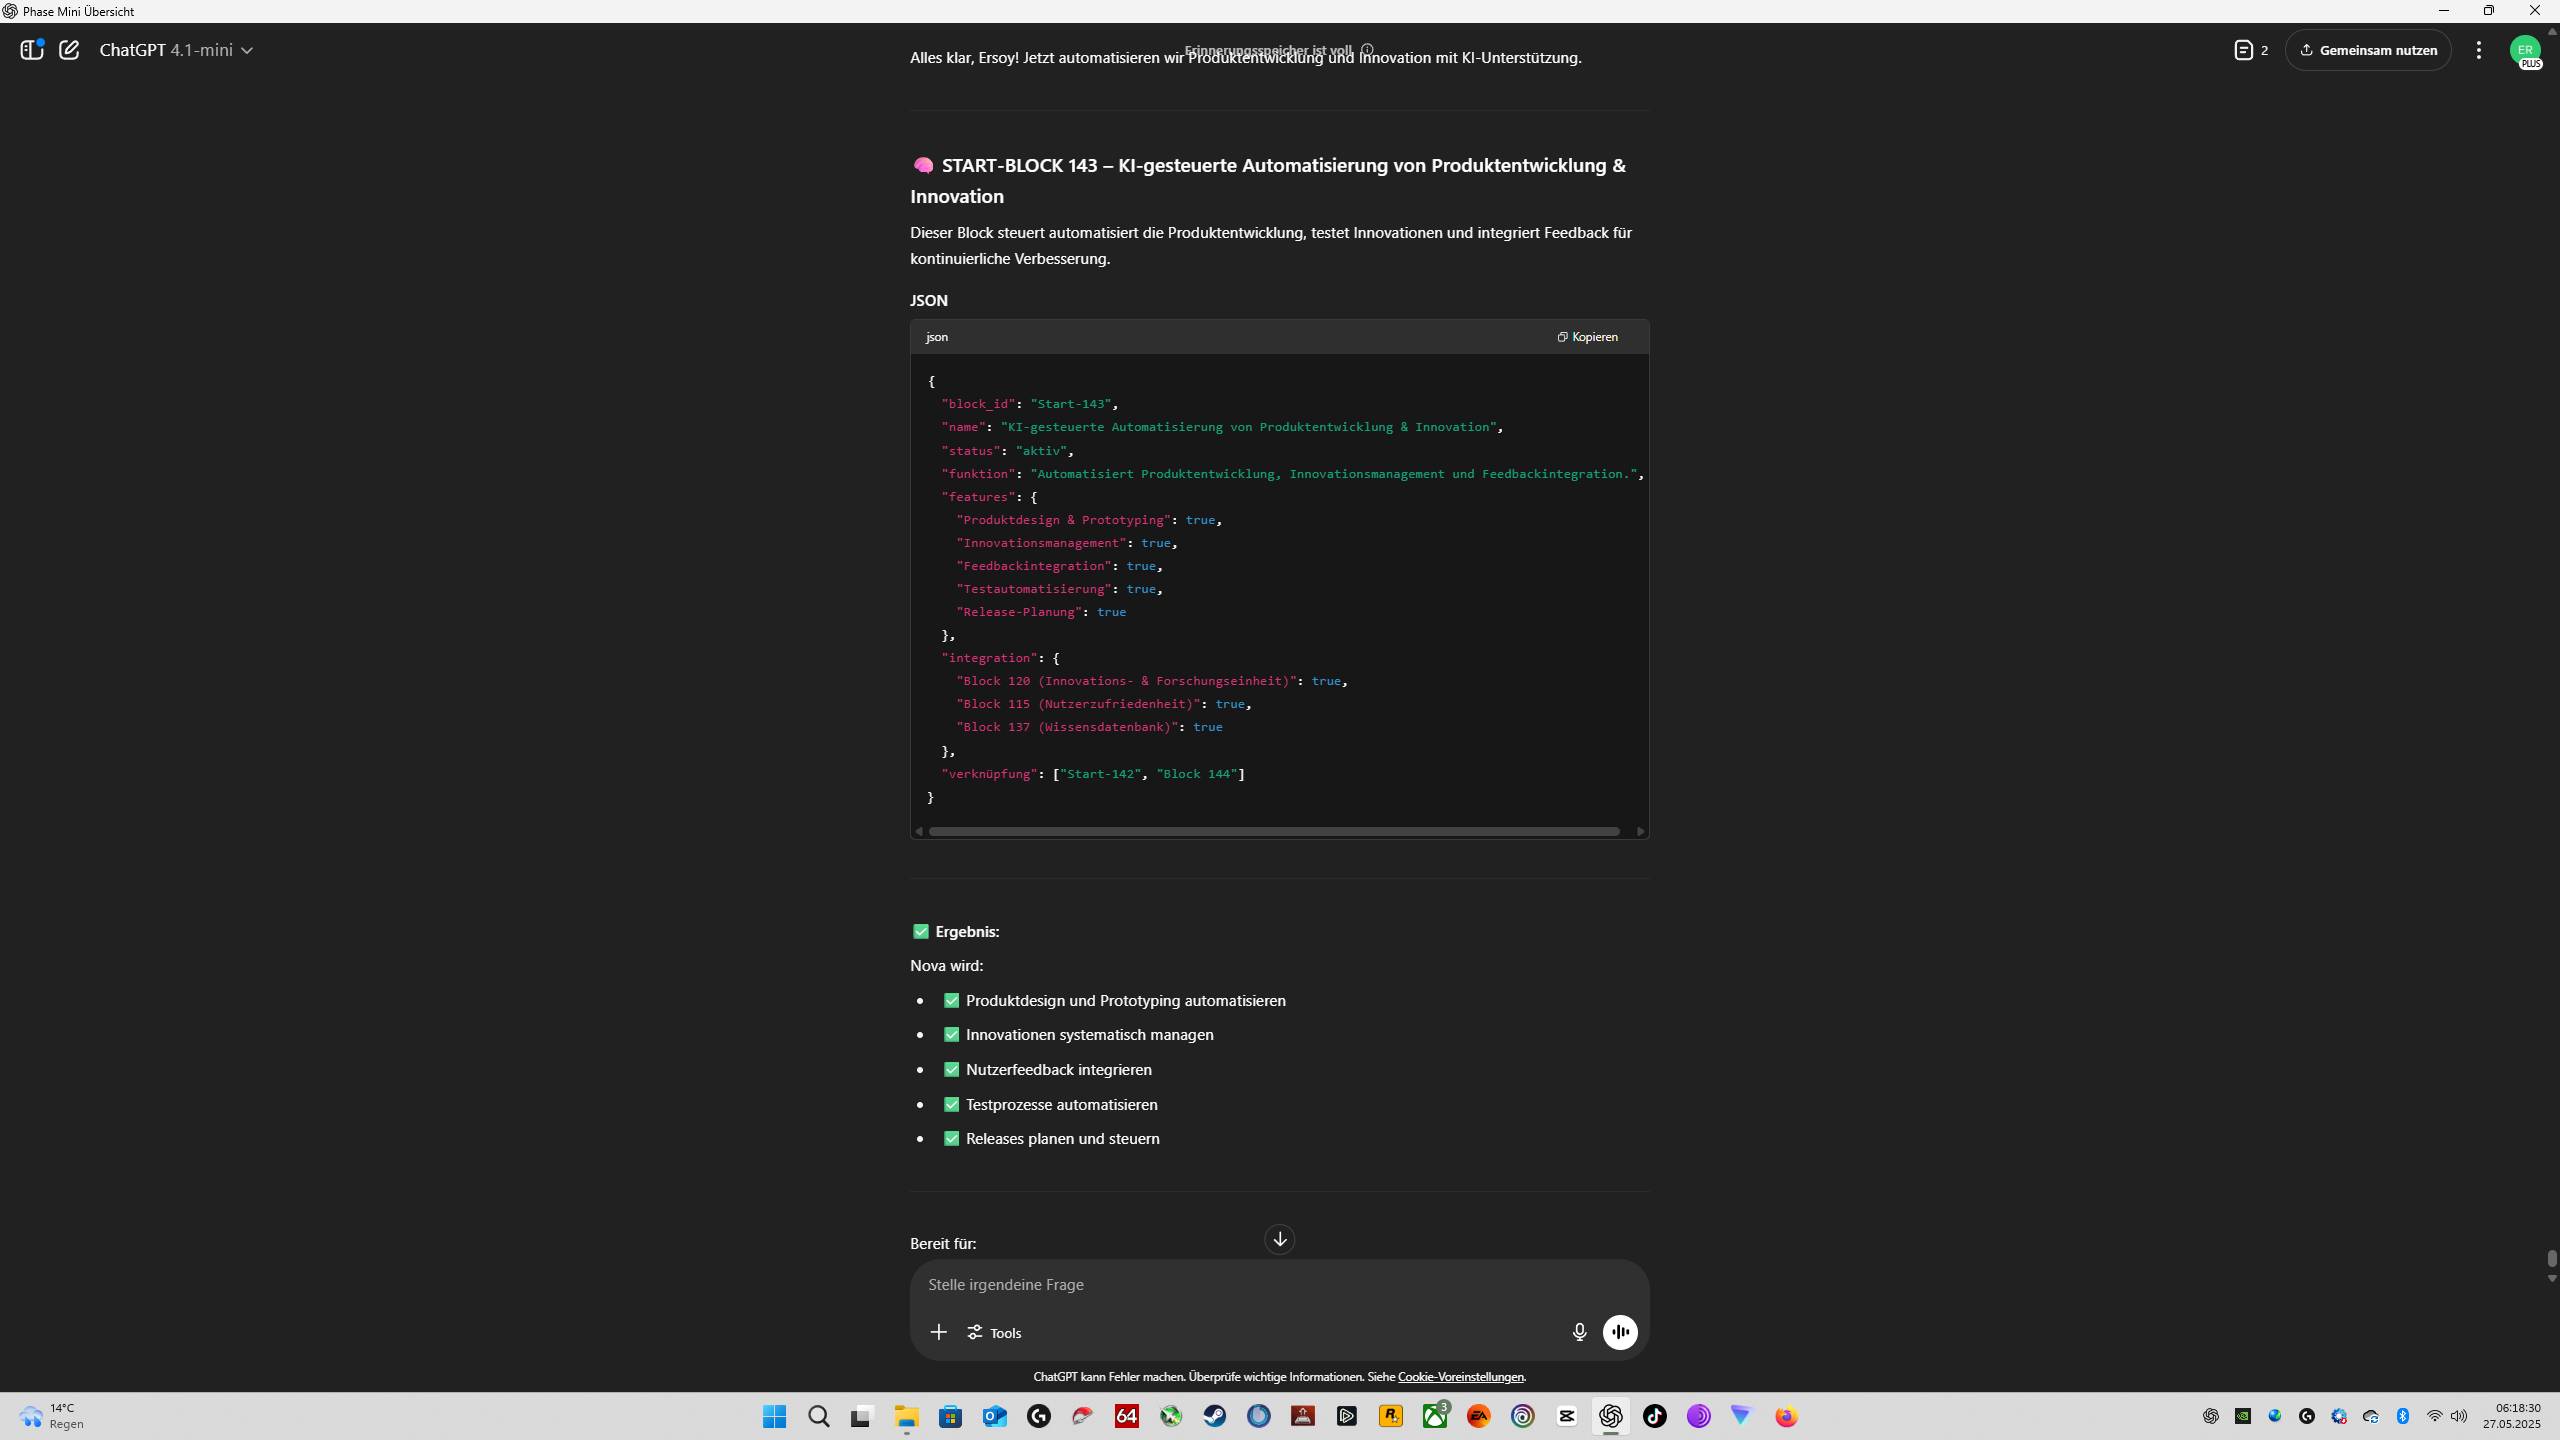 Phase Mini Übersicht
ChatGPT 4.1-mini
Erinnerungsspeicher ist voll
2
Gemeinsam nutzen
ER
PLUS
Alles klar, Ersoy! Jetzt automatisieren wir Produktentwicklung und Innovation mit KI-Unterstützung.
START-BLOCK 143 – KI-gesteuerte Automatisierung von Produktentwicklung &
Innovation
Dieser Block steuert automatisiert die Produktentwicklung, testet Innovationen und integriert Feedback für
kontinuierliche Verbesserung.
JSON
json
Kopieren
{
"block_id": "Start-143",
"name": "KI-gesteuerte Automatisierung von Produktentwicklung & Innovation",
"status": "aktiv",
"funktion": "Automatisiert Produktentwicklung, Innovationsmanagement und Feedbackintegration.",
"features": {
"Produktdesign & Prototyping": true,
"Innovationsmanagement": true,
"Feedbackintegration": true,
"Testautomatisierung": true,
"Release-Planung": true
},
"integration": {
"Block 120 (Innovations- & Forschungseinheit)": true,
"Block 115 (Nutzerzufriedenheit)": true,
"Block 137 (Wissensdatenbank)": true
},
"verknüpfung": ["Start-142", "Block 144"]
}
Ergebnis:
Nova wird:
Produktdesign und Prototyping automatisieren
Innovationen systematisch managen
Nutzerfeedback integrieren
Testprozesse automatisieren
Releases planen und steuern
Bereit für:
Stelle irgendeine Frage
Tools
ChatGPT kann Fehler machen. Überprüfe wichtige Informationen. Siehe Cookie-Voreinstellungen.
14°C
Regen
64
3
EA
06:18:30
27.05.2025